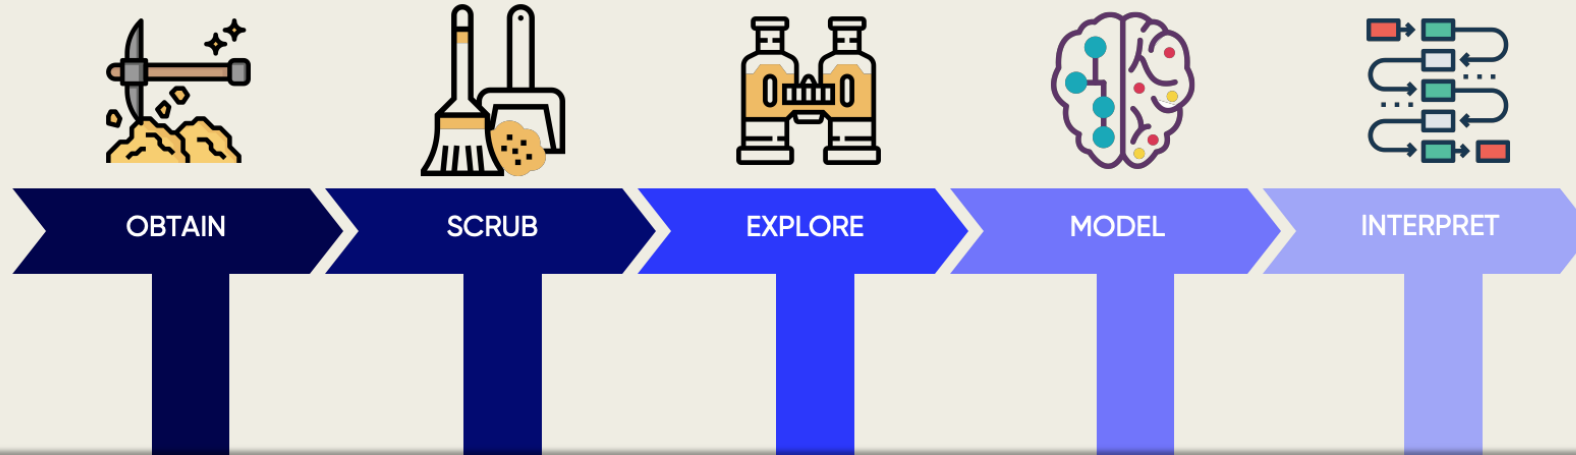 OBTAIN
SCRUB
EXPLORE
MODEL
INTERPRET